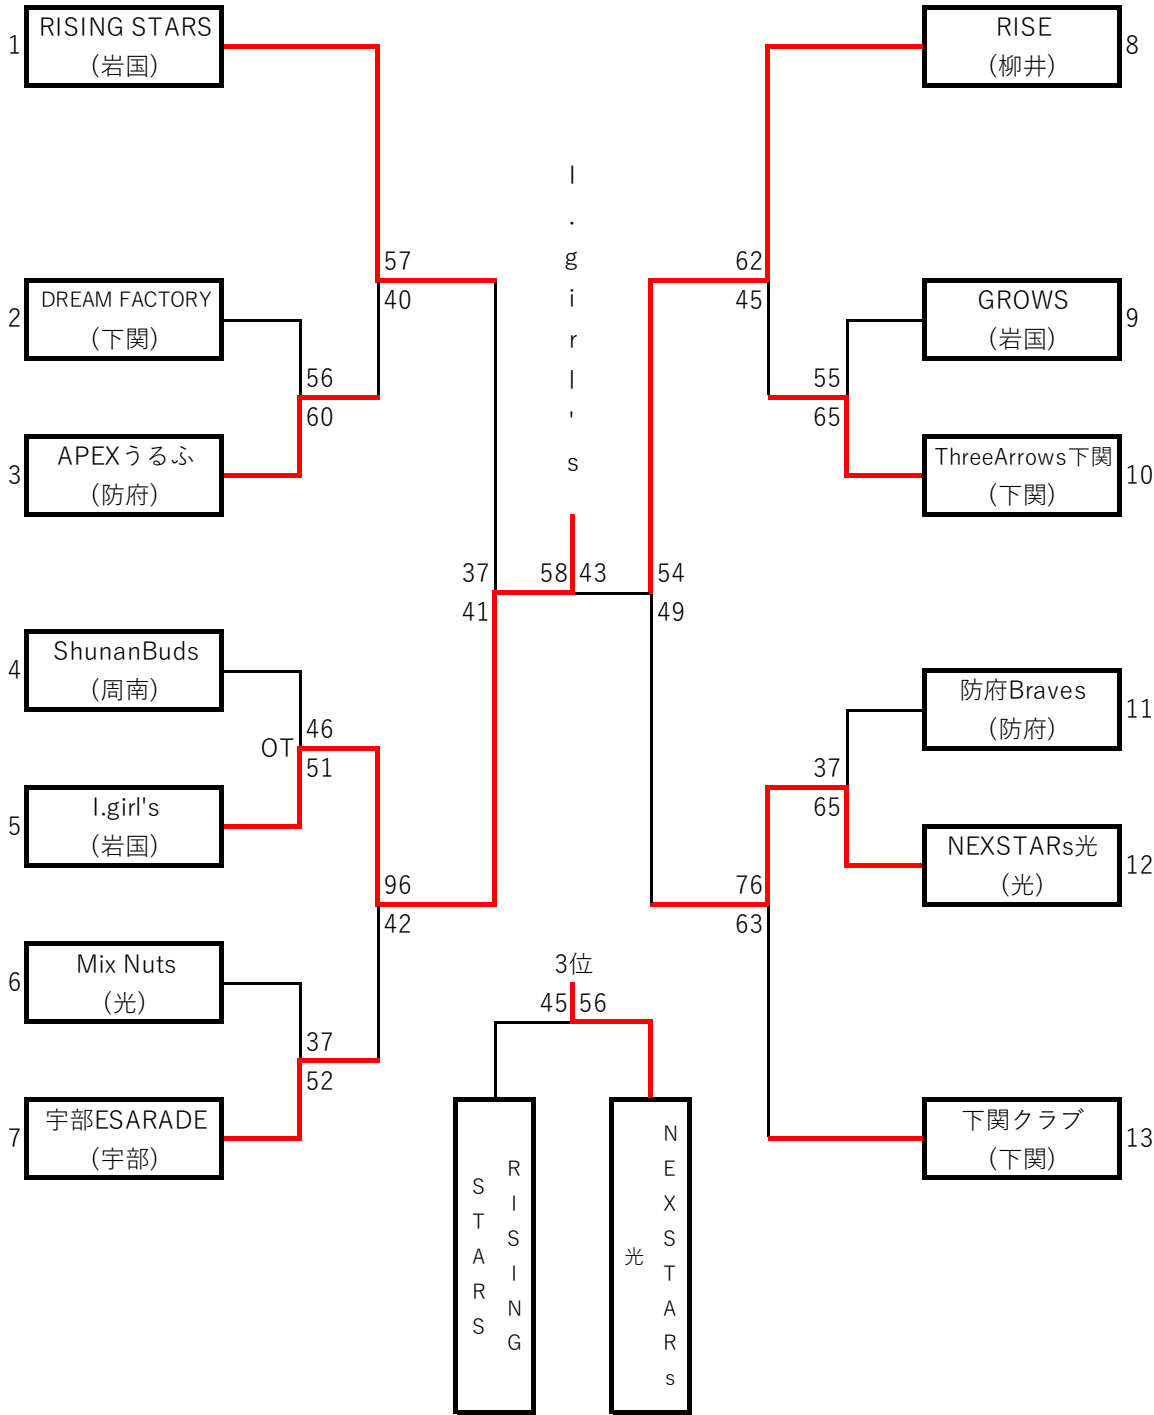 1
RISING STARS
(岩国)
RISE
(柳井)
8
I.girl's
57
40
62
45
2
DREAM FACTORY
(下関)
GROWS
(岩国)
9
56
60
55
65
3
APEXうるふ
(防府)
ThreeArrows下関
(下関)
10
37
41
58
43
54
49
4
ShunanBuds
(周南)
防府Braves
(防府)
11
OT
46
51
37
65
5
I.girl's
(岩国)
NEXSTARs光
(光)
12
96
42
76
63
6
Mix Nuts
(光)
3位
45
56
37
52
7
宇部ESARADE
(宇部)
下関クラブ
(下関)
13
RISING
STARS
NEXSTARs
光